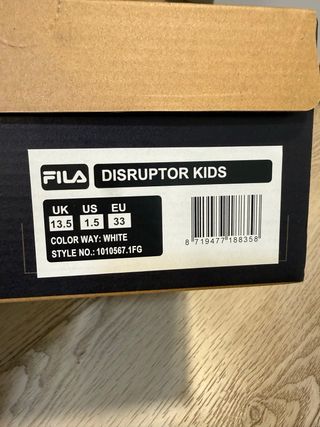 FILA DISRUPTOR KIDS
UK US EU
13.5 1.5 33
COLOR WAY: WHITE
STYLE NO.: 1010567.1FG
8 719477 188358